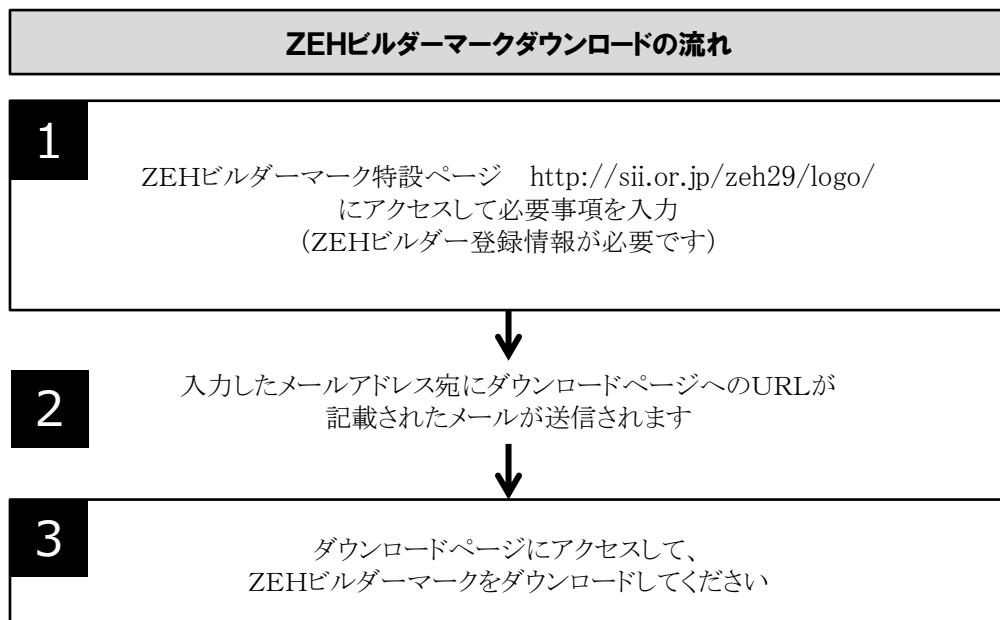 ZEHビルダーマークダウンロードの流れ
1
ZEHビルダーマーク特設ページ　http://sii.or.jp/zeh29/logo/
にアクセスして必要事項を入力
（ZEHビルダー登録情報が必要です）
2
入力したメールアドレス宛にダウンロードページへのURLが
記載されたメールが送信されます
3
ダウンロードページにアクセスして、
ZEHビルダーマークをダウンロードしてください